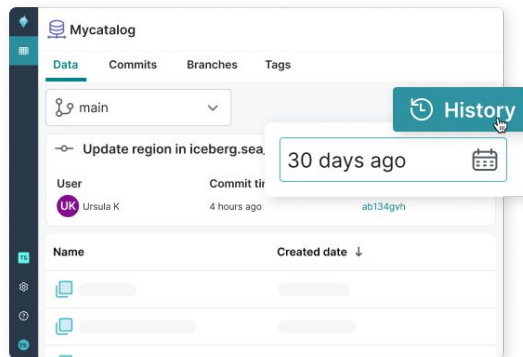 Mycatalog
Data Commits Branches Tags
main
History
Update region in iceberg.sea
30 days ago
User Commit
UK Ursula K 4 hours ago ab134gvh
Name Created date
TS
TS